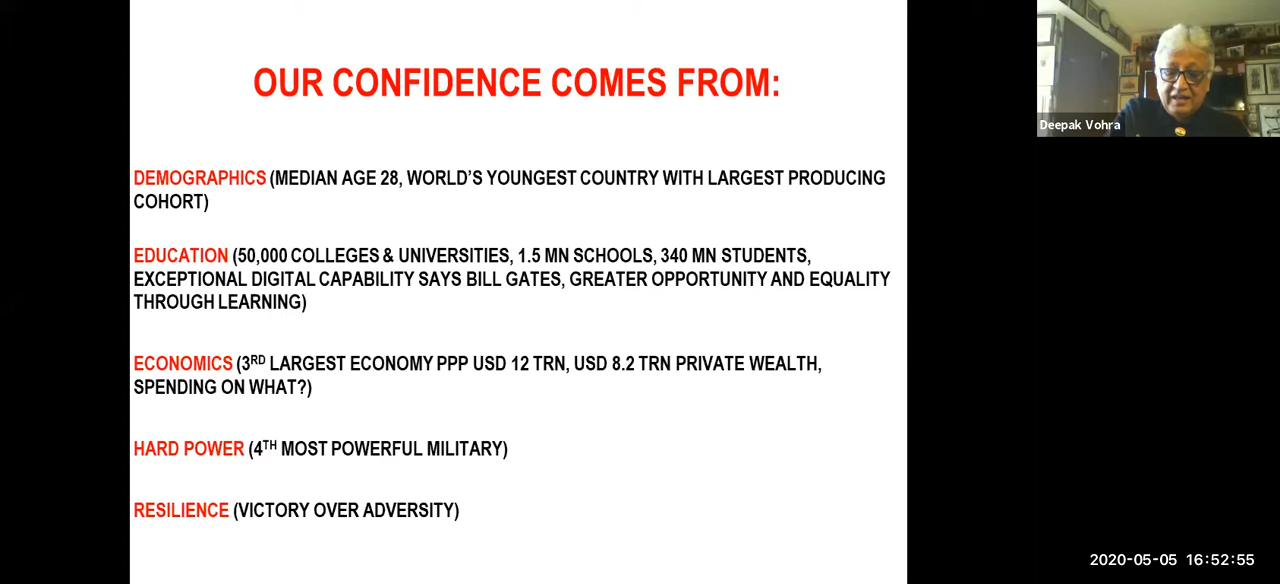 OUR CONFIDENCE COMES FROM:
Deepak Vohra
DEMOGRAPHICS (MEDIAN AGE 28, WORLD'S YOUNGEST COUNTRY WITH LARGEST PRODUCING
COHORT)
EDUCATION (50,000 COLLEGES & UNIVERSITIES, 1.5 MN SCHOOLS, 340 MN STUDENTS,
EXCEPTIONAL DIGITAL CAPABILITY SAYS BILL GATES, GREATER OPPORTUNITY AND EQUALITY
THROUGH LEARNING)
ECONOMICS (3RD LARGEST ECONOMY PPP USD 12 TRN, USD 8.2 TRN PRIVATE WEALTH,
SPENDING ON WHAT?)
HARD POWER (4TH MOST POWERFUL MILITARY)
RESILIENCE (VICTORY OVER ADVERSITY)
2020-05-05 16:52:55